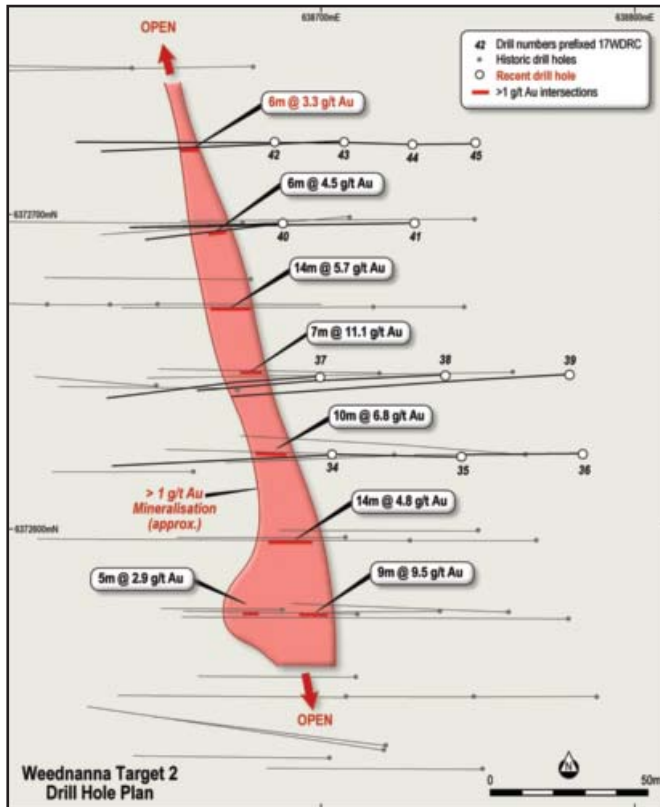 638700mE
638800mE
OPEN
42 Drill numbers prefixed 17WDRC
Historic drill holes
Recent drill hole
>1 g/t Au intersections
6m @ 3.3 g/t Au
42
43
44
45
6m @ 4.5 g/t Au
6372700mN
40
41
14m @ 5.7 g/t Au
7m @ 11.1 g/t Au
37
38
39
10m @ 6.8 g/t Au
34
35
36
> 1 g/t Au
Mineralisation
(approx.)
14m @ 4.8 g/t Au
6372600mN
5m @ 2.9 g/t Au
9m @ 9.5 g/t Au
OPEN
Weednanna Target 2
Drill Hole Plan
N
0
50m